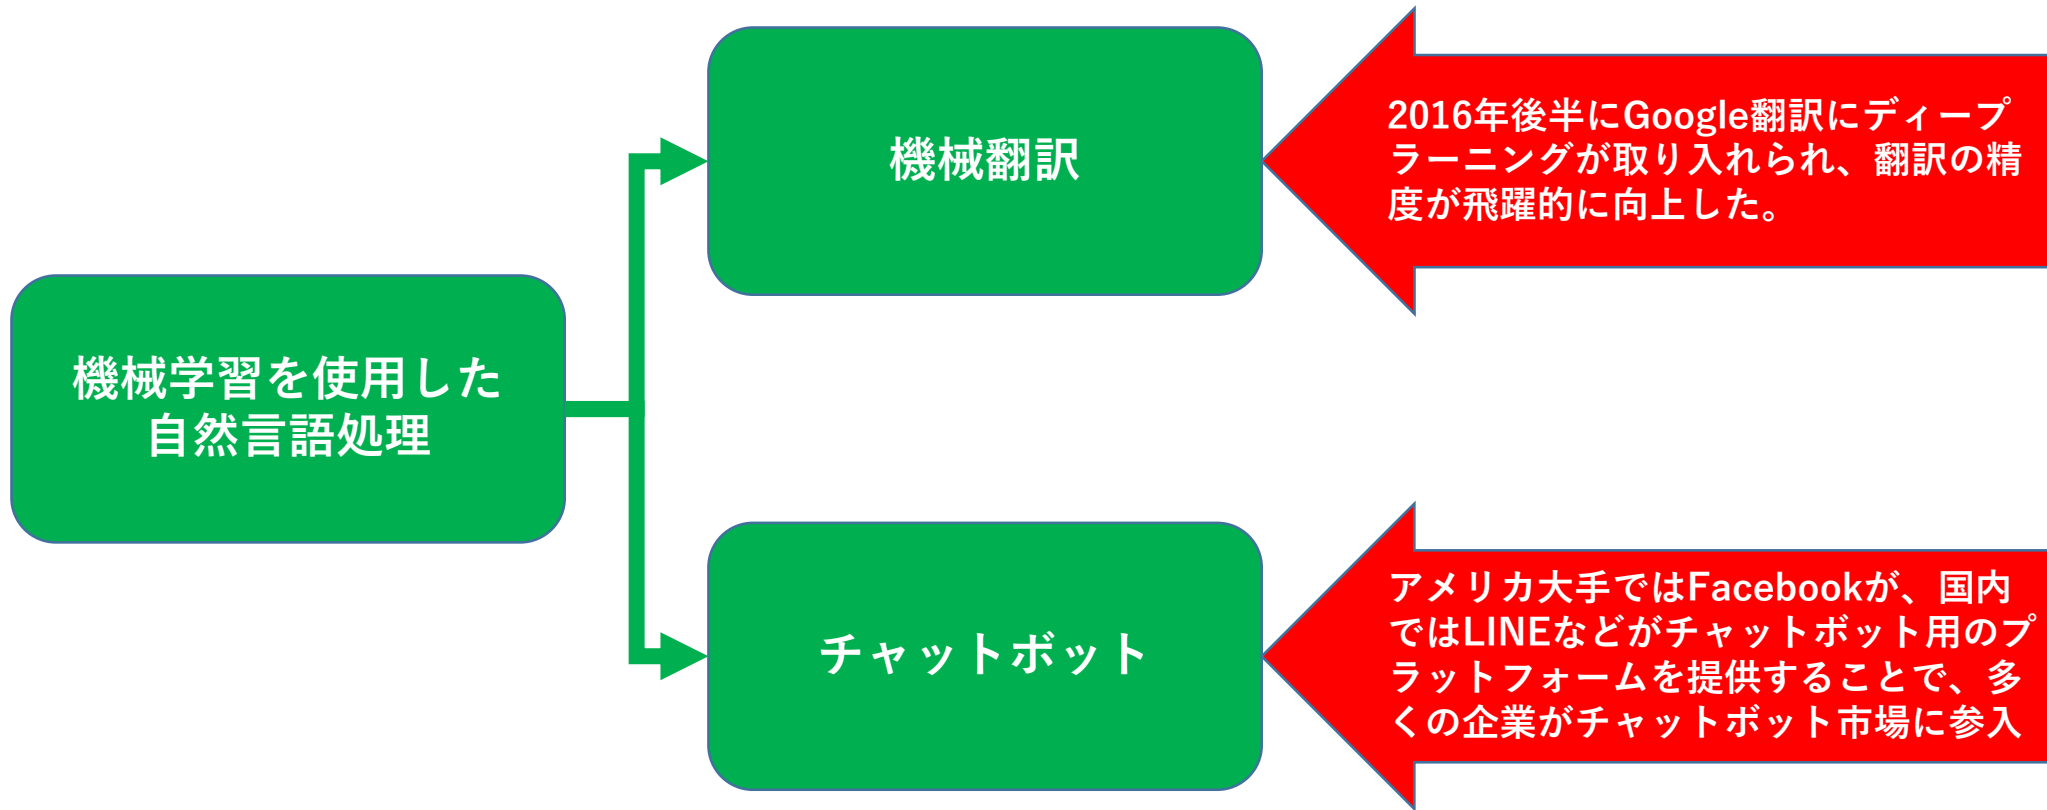 機械学習を使用した
自然言語処理
機械翻訳
2016年後半にGoogle翻訳にディープ
ラーニングが取り入れられ、翻訳の精
度が飛躍的に向上した。
チャットボット
アメリカ大手ではFacebookが、国内
ではLINEなどがチャットボット用のプ
ラットフォームを提供することで、多
くの企業がチャットボット市場に参入